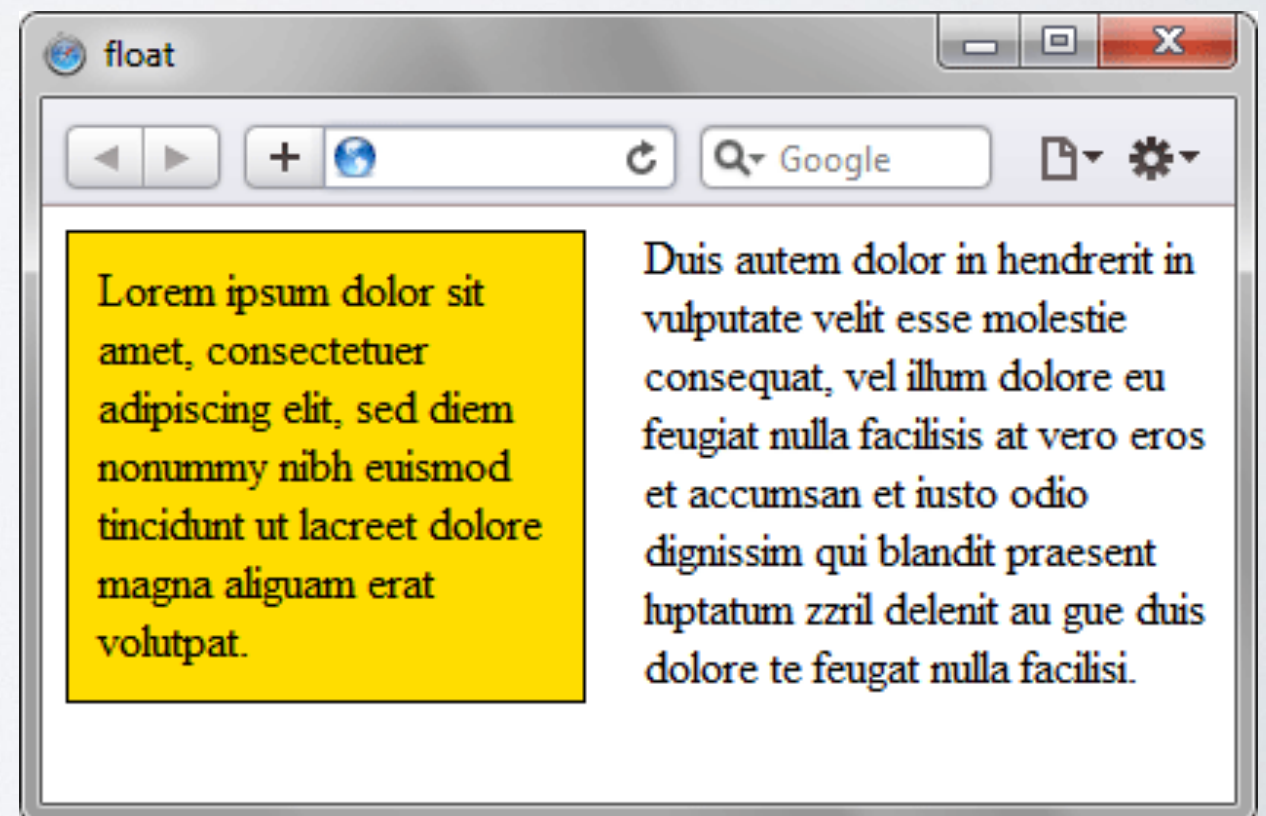 float
Google
Lorem ipsum dolor sit
amet, consectetuer
adipiscing elit, sed diem
nonummy nibh euismod
tincidunt ut lacreet dolore
magna aliguam erat
volutpat.
Duis autem dolor in hendrerit in
vulputate velit esse molestie
consequat, vel illum dolore eu
feugiat nulla facilisis at vero eros
et accumsan et iusto odio
dignissim qui blandit praesent
luptatum zzril delenit au gue duis
dolore te feugat nulla facilisi.